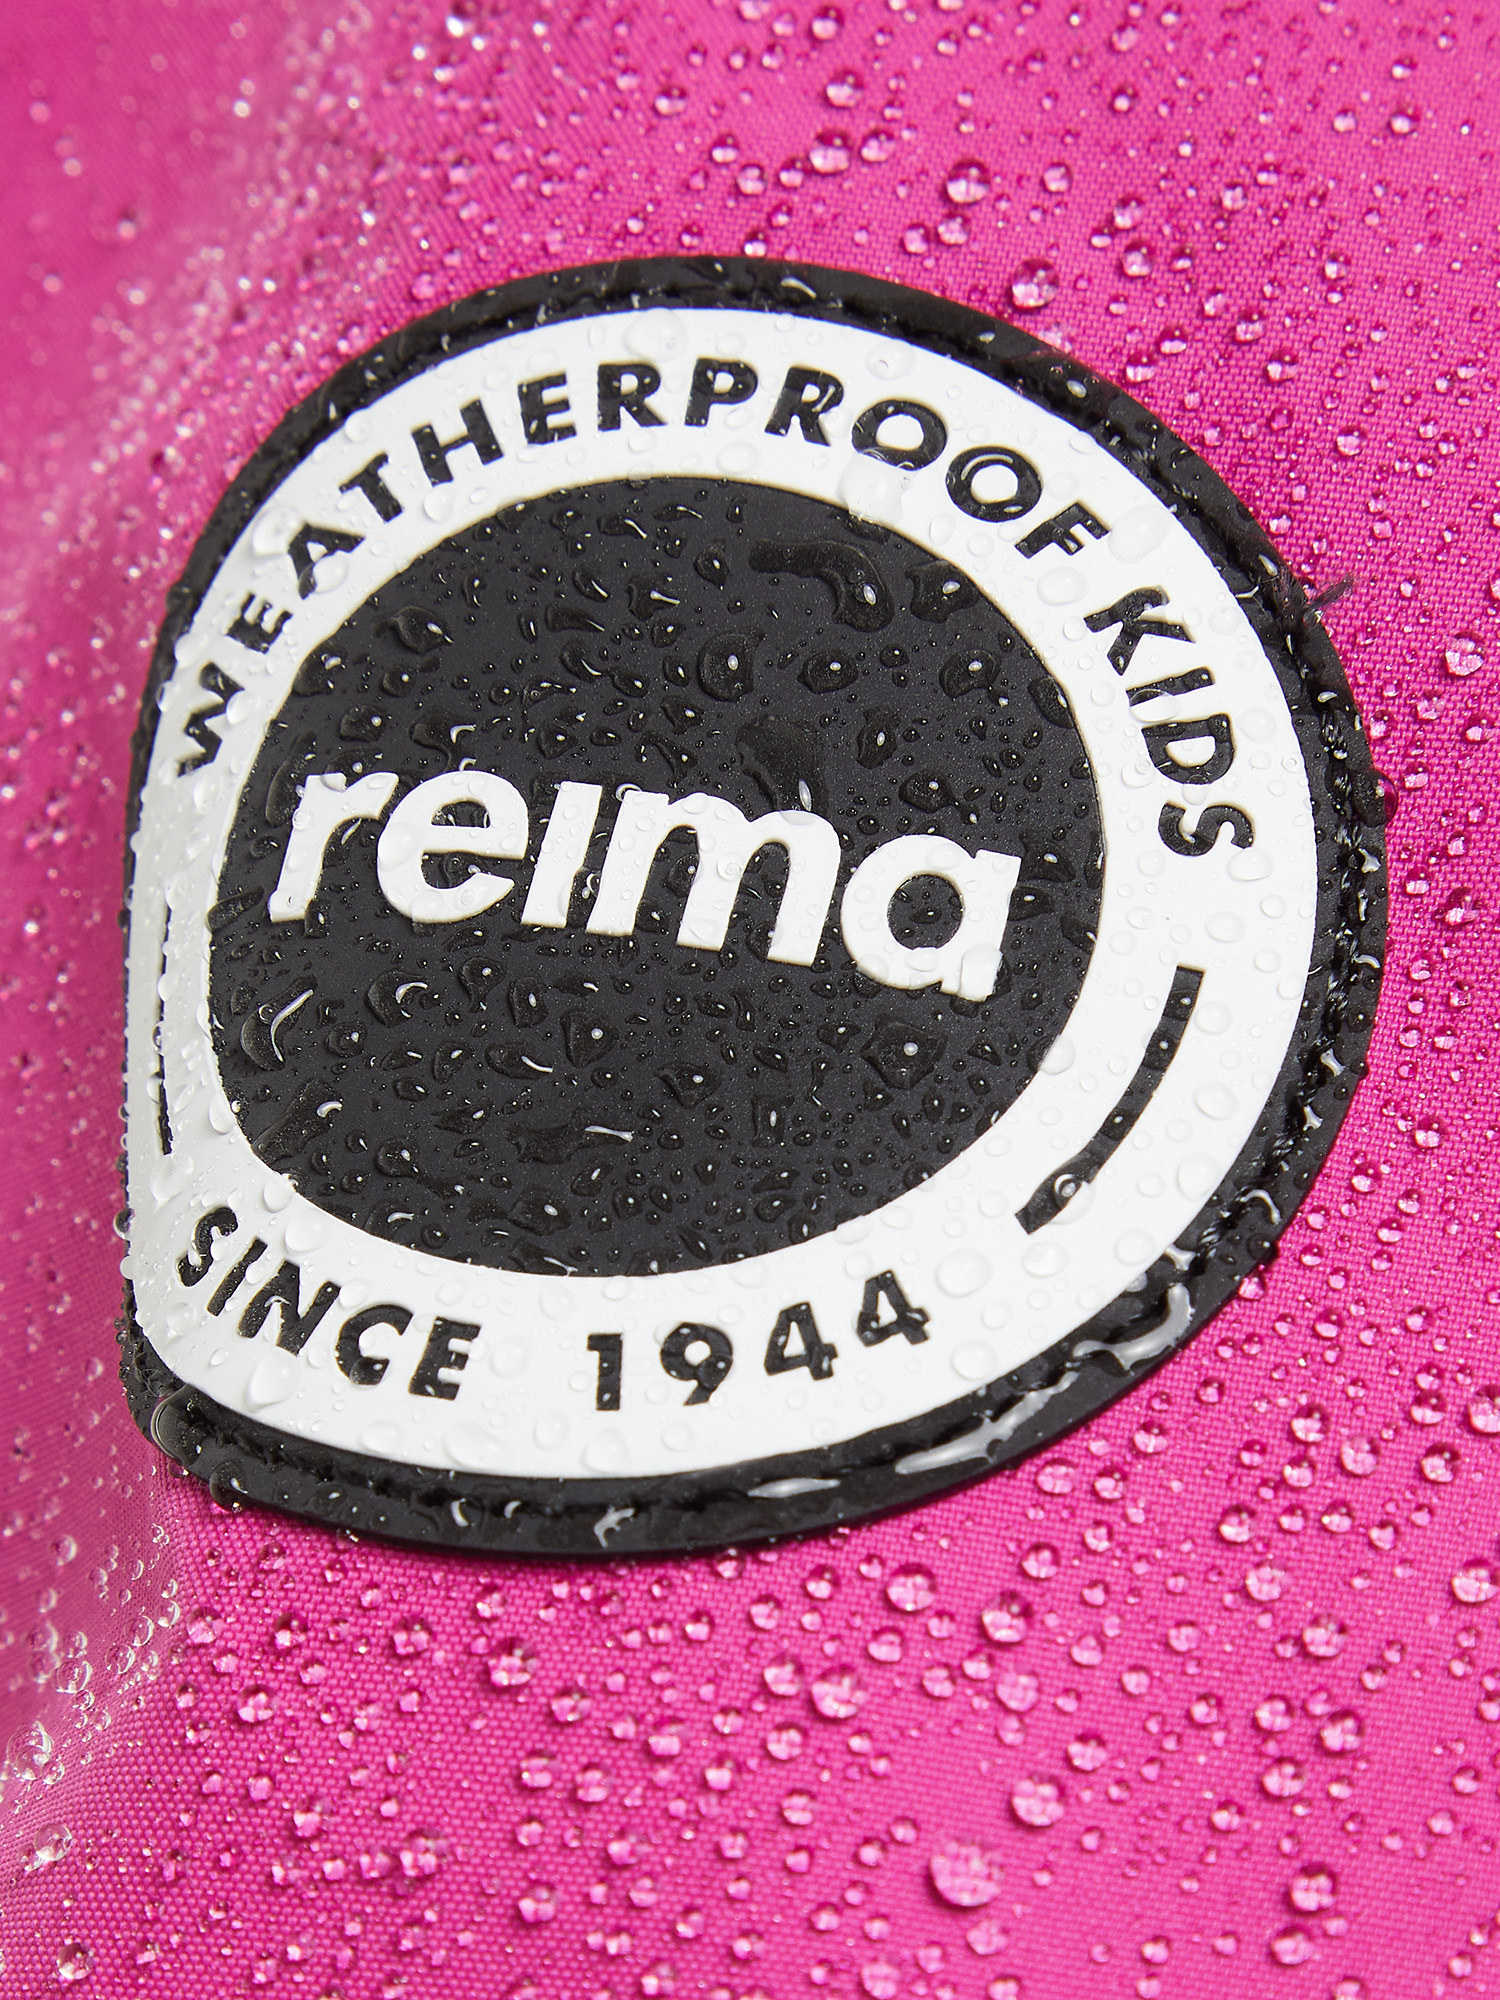 WEATHERPROOF KIDS
reima
SINCE 1944